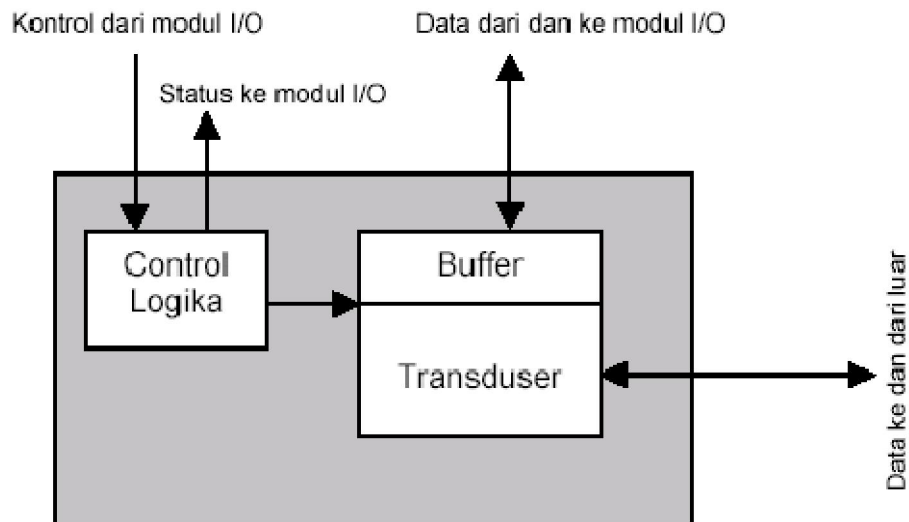 Kontrol dari modul I/O
Data dari dan ke modul I/O
Status ke modul I/O
Control
Logika
Buffer
Transduser
Data ke dan dari luar